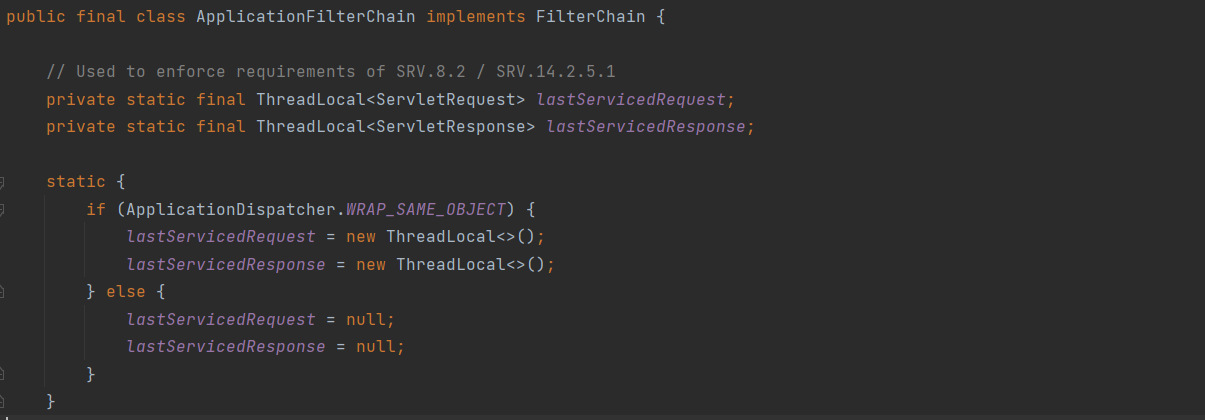 public final class ApplicationFilterChain implements FilterChain {
// Used to enforce requirements of SRV.8.2 / SRV.14.2.5.1
private static final ThreadLocal<ServletRequest> lastServicedRequest;
private static final ThreadLocal<ServletResponse> lastServicedResponse;
static {
if (ApplicationDispatcher.WRAP_SAME_OBJECT) {
lastServicedRequest = new ThreadLocal<>();
lastServicedResponse = new ThreadLocal<>();
} else {
lastServicedRequest = null;
lastServicedResponse = null;
}
}